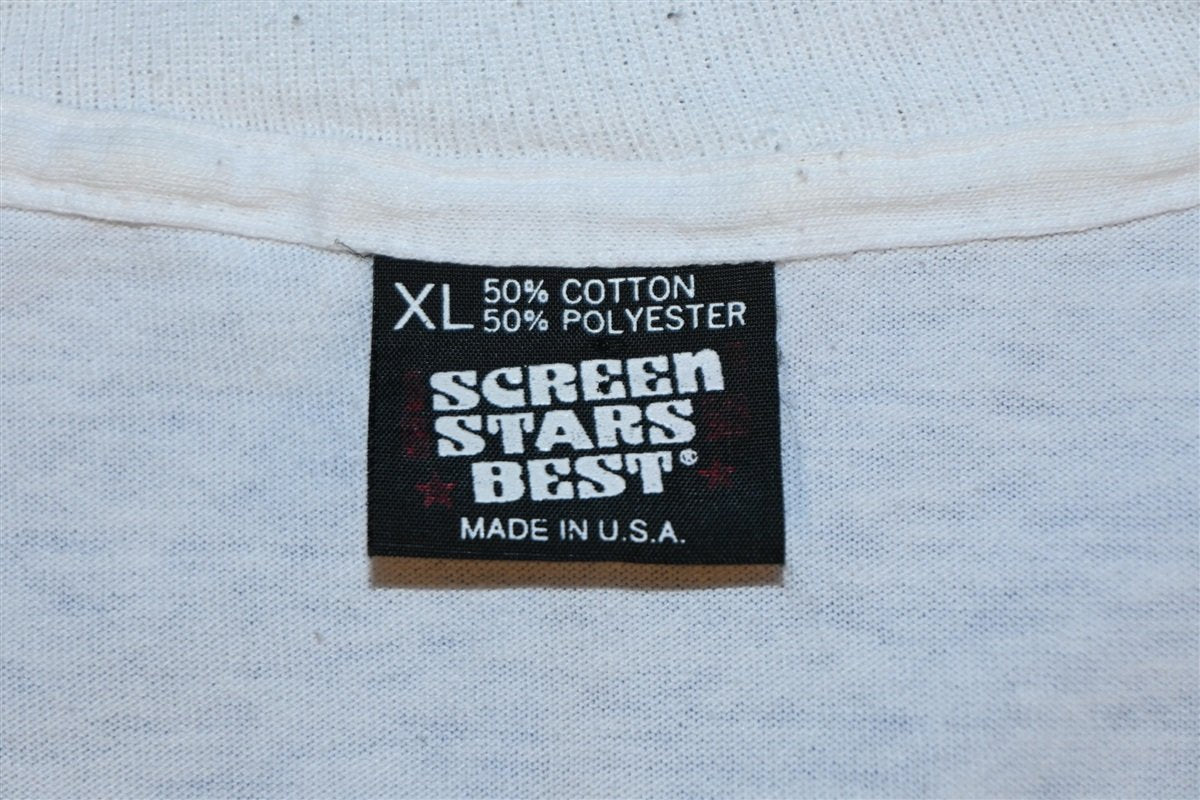 XL 50% COTTON
50% POLYESTER
SCREEN
STARS
BEST®
MADE IN U.S.A.